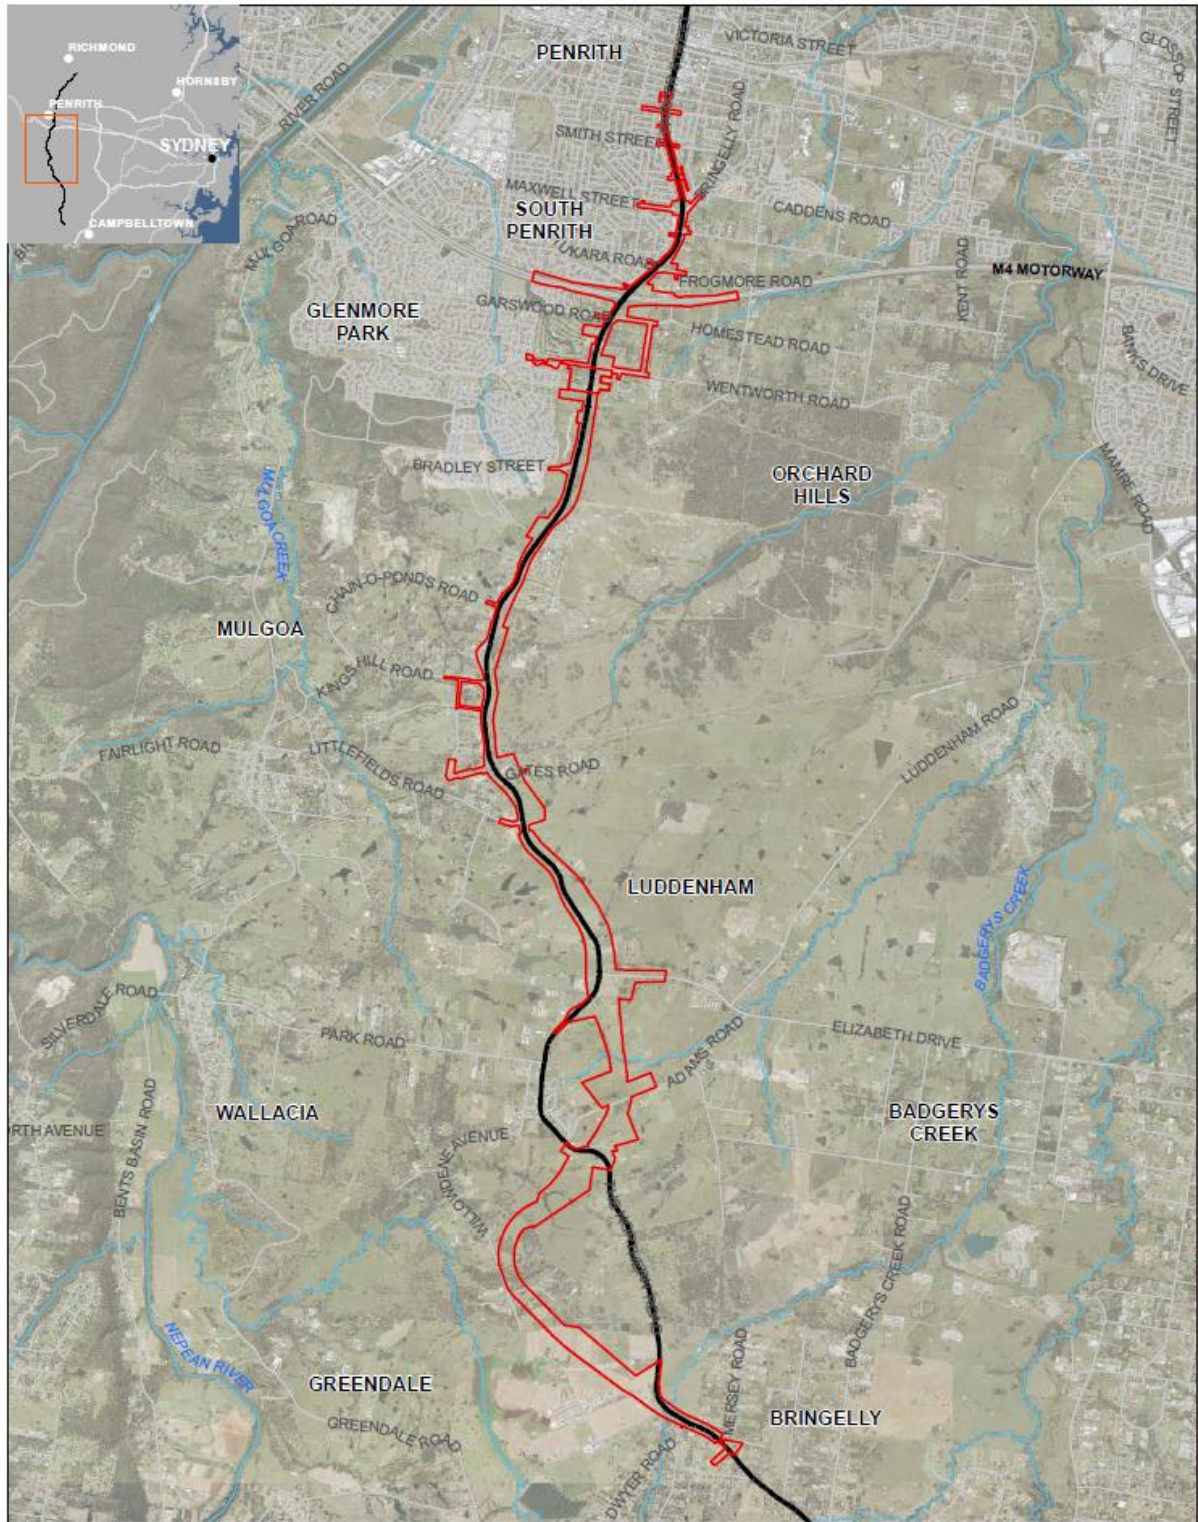 RICHMOND
HORNSBY
PENRITH
SYDNEY
CAMPBELLTOWN
PENRITH
VICTORIA STREET
GLOSSOP STREET
RIVER ROAD
SMITH STREET
BRINGELLY ROAD
MAXWELL STREET
SOUTH
PENRITH
CADDENS ROAD
MULGOA ROAD
TUKARA ROAD
FROGMORE ROAD
KENT ROAD
M4 MOTORWAY
GLENMORE
PARK
GARSWOOD ROAD
HOMESTEAD ROAD
BANKS DRIVE
WENTWORTH ROAD
BRADLEY STREET
ORCHARD
HILLS
MAMRE ROAD
MULGOA CREEK
CHAIN-O-PONDS ROAD
MULGOA
KINGS HILL ROAD
FAIRLIGHT ROAD
LITTLEFIELDS ROAD
GATES ROAD
LUDDENHAM ROAD
LUDDENHAM
BADGERYS CREEK
SILVERDALE ROAD
PARK ROAD
ADAMS ROAD
ELIZABETH DRIVE
WALLACIA
BADGERYS
CREEK
RTH AVENUE
BENTS BASIN ROAD
WILLOWDENE AVENUE
BADGERYS CREEK ROAD
NEPEAN RIVER
GREENDALE
MERSEY ROAD
BRINGELLY
GREENDALE ROAD
DWYER ROAD